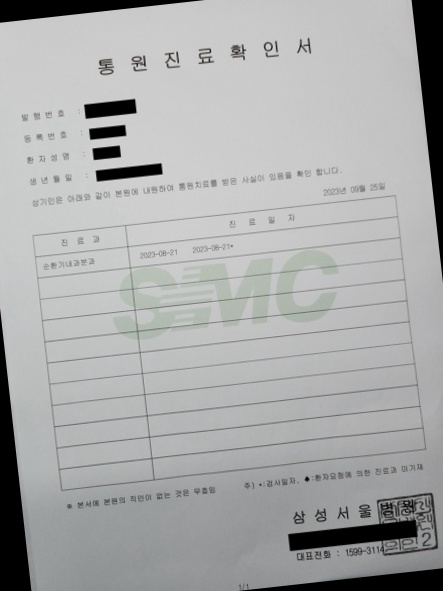 통 원 진 료 확 인 서
발 행 번 호 :
등 록 번 호 :
환 자 성 명 :
생 년 월 일 :
상기인은 아래와 같이 본원에 내원하여 통원치료를 받은 사실이 있음을 확인 합니다.
2023년 09월 25일
진 료 과 진 료 일 자
순환기내과분과 2023-08-21 2023-08-21*
SMC
※ 본서에 본원의 직인이 없는 것은 무효임 주) *:검사일자, ♠:환자요청에 의한 진료과 미기재
삼 성 서 울 병 원
대표전화 : 1599-3114
1/1